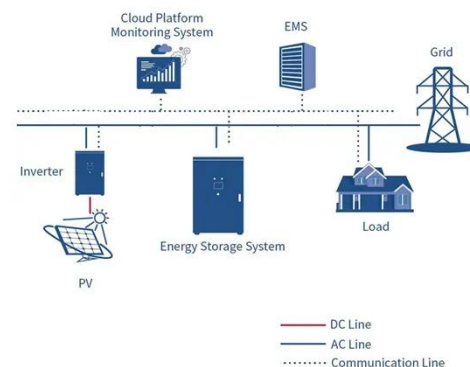 Cloud Platform
Monitoring System
EMS
Grid
Inverter
Energy Storage System
Load
PV
DC Line
AC Line
Communication Line